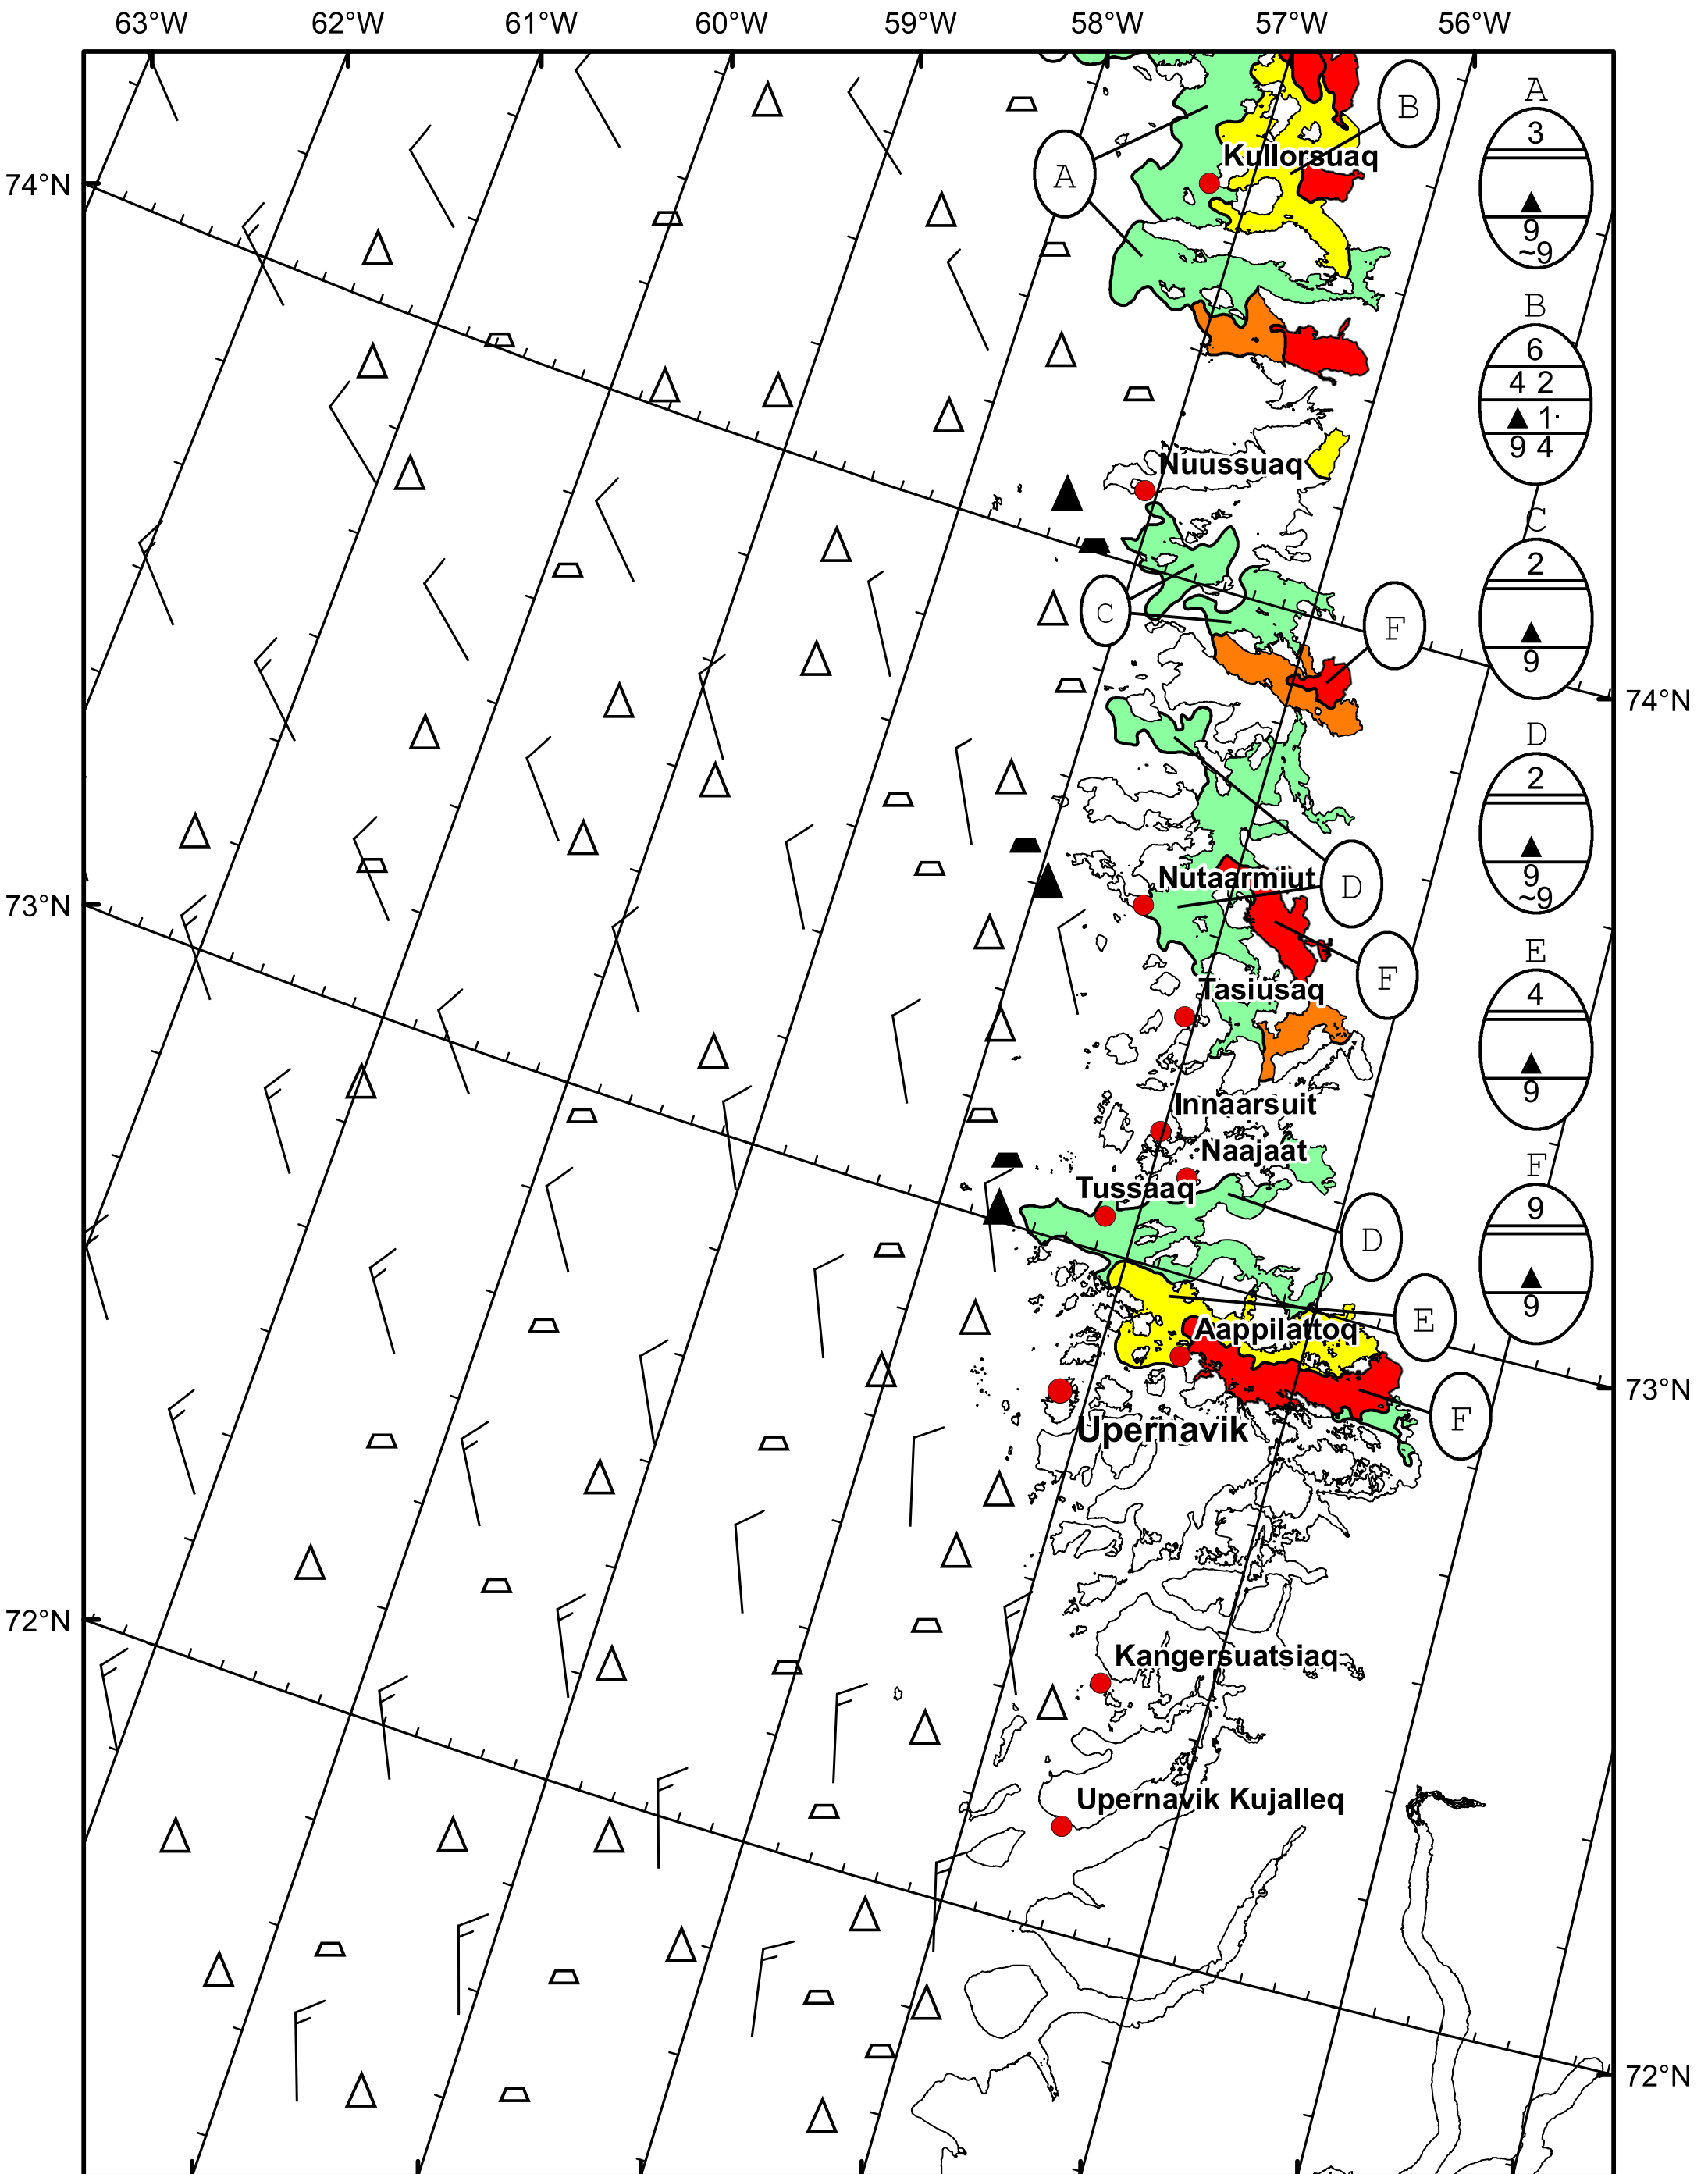 63°W 62°W 61°W 60°W 59°W 58°W 57°W 56°W
A
B
3
Kullorsuaq
A
74°N
9
~9
B
6
4 2
▲ 1·
9 4
Nuussuaq
C
2
C
F
9
74°N
D
2
Nutaarmiut
D
9
~9
73°N
E
F
Tasiusaq
4
9
Innaarsuit
Naajaat
F
Tussaaq
9
D
9
E
Aappilattoq
73°N
F
Upernavik
72°N
Kangersuatsiaq
Upernavik Kujalleq
72°N